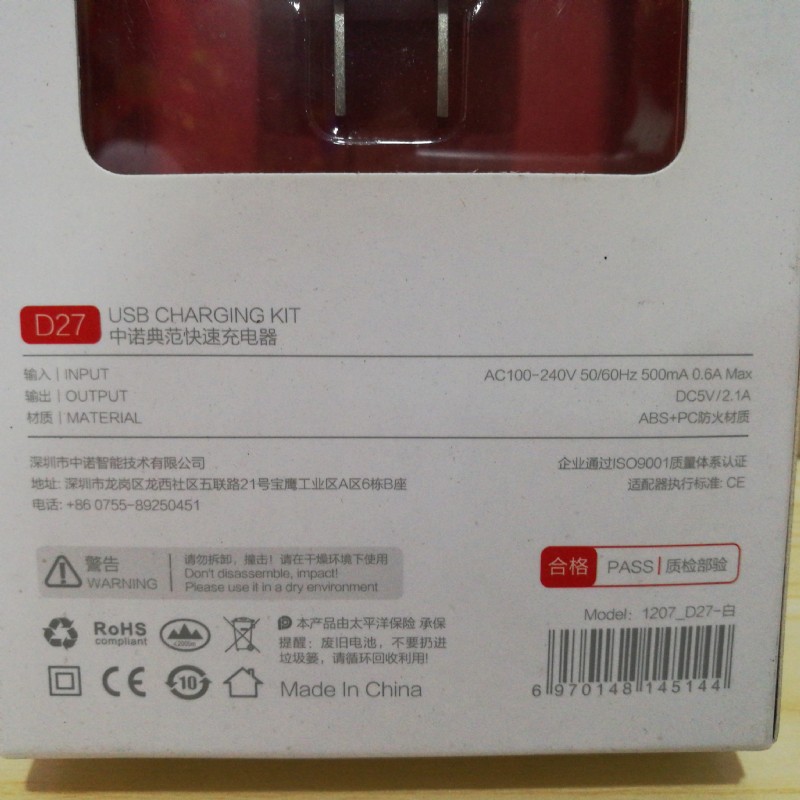 D27
USB CHARGING KIT
中诺典范快速充电器
输入 | INPUT
AC100-240V 50/60Hz 500mA 0.6A Max
输出 | OUTPUT
DC5V/2.1A
材质 | MATERIAL
ABS+PC防火材质
深圳市中诺智能技术有限公司
企业通过ISO9001质量体系认证
地址: 深圳市龙岗区龙西社区五联路21号宝鹰工业区A区6栋B座
适配器执行标准: CE
电话: +86 0755-89250451
警告
WARNING
请勿拆卸，撞击！请在干燥环境下使用
Don't disassemble, impact!
Please use it in a dry environment
合格
PASS | 质检部验
RoHS
compliant
≤2000m
本产品由太平洋保险 承保
提醒：废旧电池，不要扔进
垃圾篓，请循环回收利用!
CE
10
Made In China
Model: 1207_D27-白
6 970148 145144